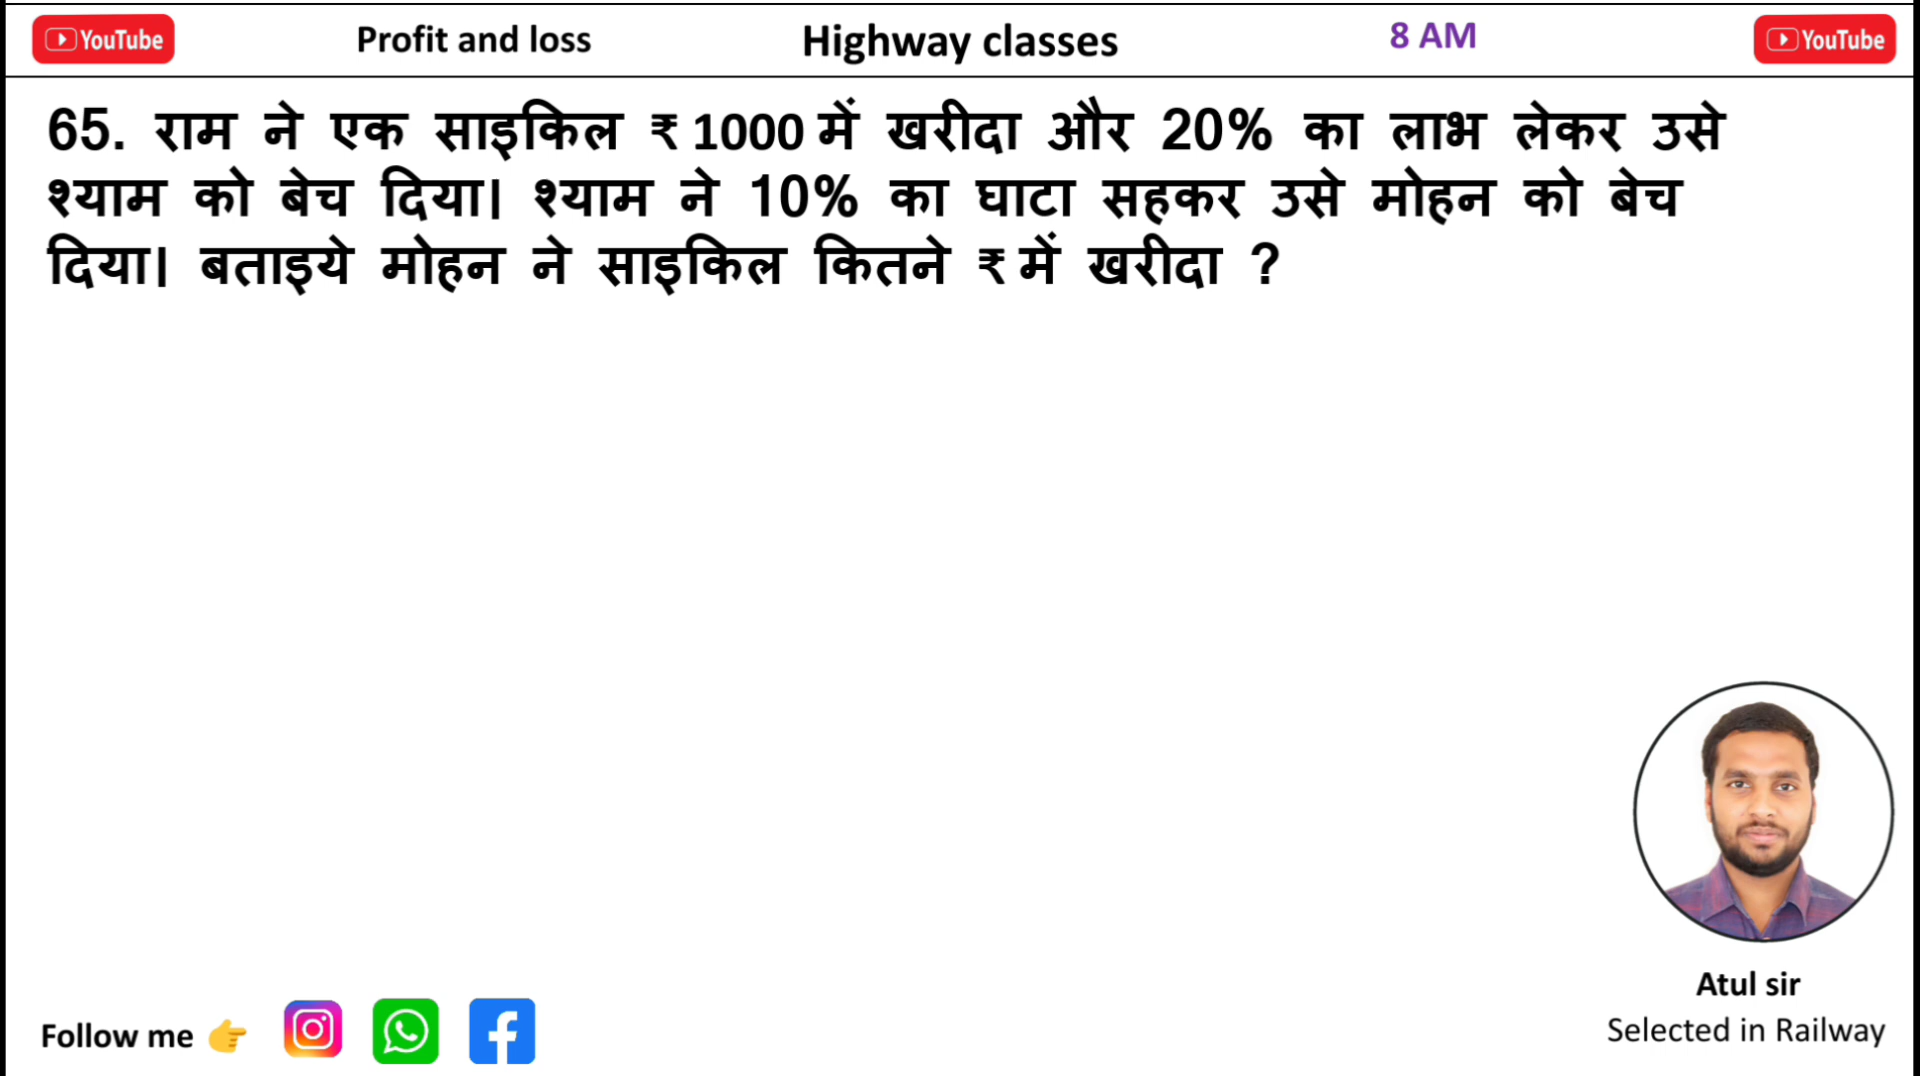 YouTube Profit and loss Highway classes 8 AM YouTube
65. राम ने एक साइकिल ₹ 1000 में खरीदा और 20% का लाभ लेकर उसे
श्याम को बेच दिया। श्याम ने 10% का घाटा सहकर उसे मोहन को बेच
दिया। बताइये मोहन ने साइकिल कितने ₹ में खरीदा ?
Atul sir
Selected in Railway
Follow me